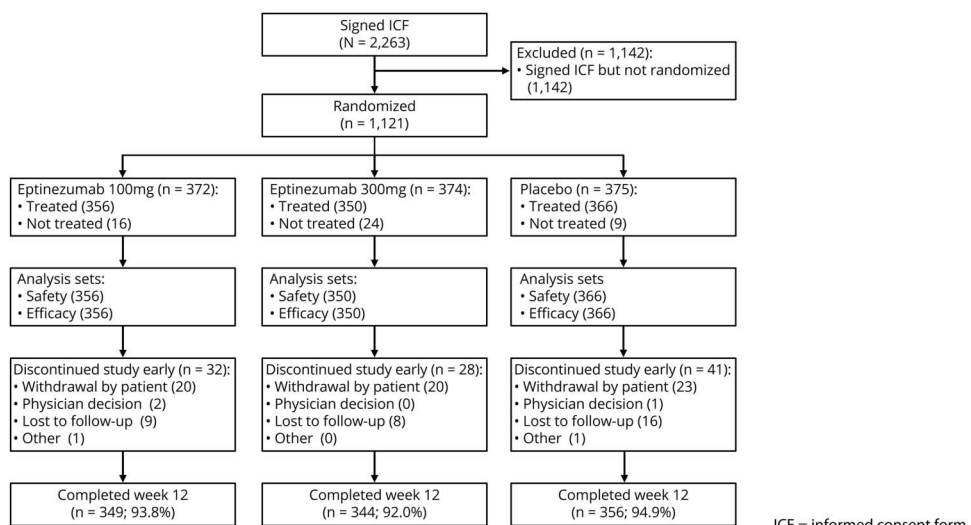 Signed ICF
(N = 2,263)
Excluded (n = 1,142):
• Signed ICF but not randomized
(1,142)
Randomized
(n = 1,121)
Eptinezumab 100mg (n = 372):
• Treated (356)
• Not treated (16)
Eptinezumab 300mg (n = 374):
• Treated (350)
• Not treated (24)
Placebo (n = 375):
• Treated (366)
• Not treated (9)
Analysis sets:
• Safety (356)
• Efficacy (356)
Analysis sets:
• Safety (350)
• Efficacy (350)
Analysis sets
• Safety (366)
• Efficacy (366)
Discontinued study early (n = 32):
• Withdrawal by patient (20)
• Physician decision (2)
• Lost to follow-up (9)
• Other (1)
Discontinued study early (n = 28):
• Withdrawal by patient (20)
• Physician decision (0)
• Lost to follow-up (8)
• Other (0)
Discontinued study early (n = 41):
• Withdrawal by patient (23)
• Physician decision (1)
• Lost to follow-up (16)
• Other (1)
Completed week 12
(n = 349; 93.8%)
Completed week 12
(n = 344; 92.0%)
Completed week 12
(n = 356; 94.9%)
ICF = informed consent form